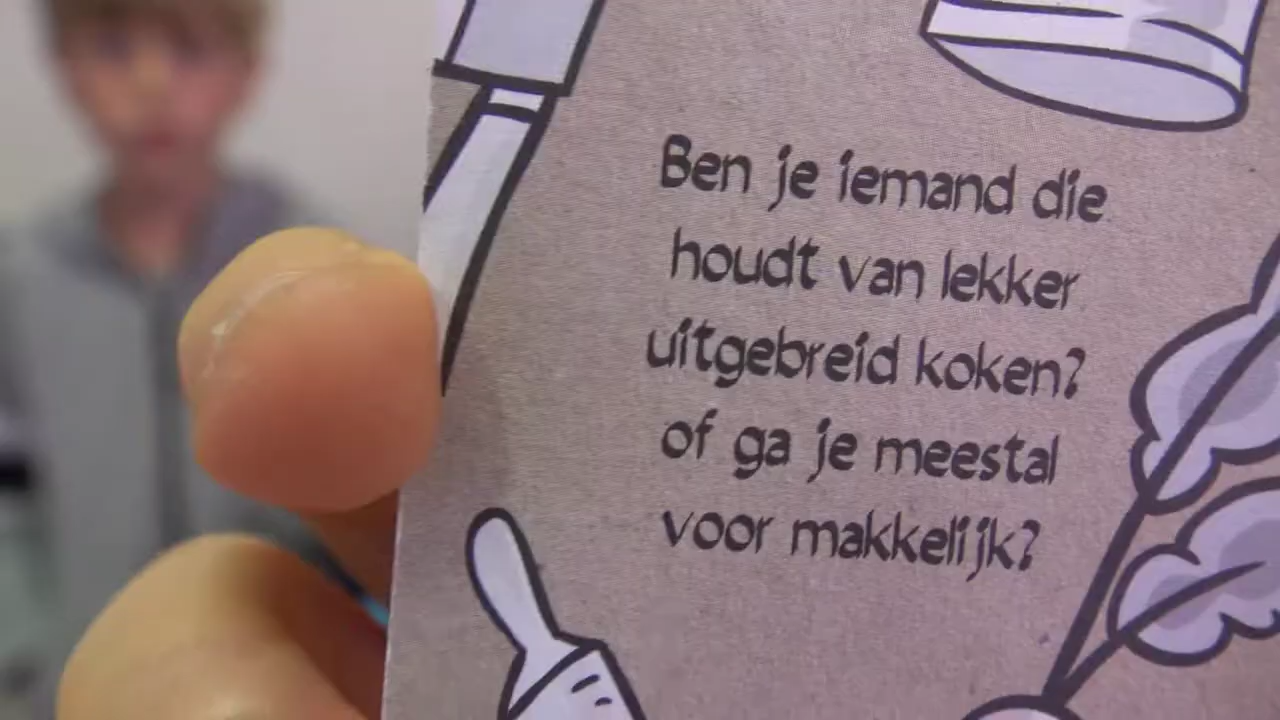 Ben je iemand die
houdt van lekker
uitgebreid koken?
of ga je meestal
voor makkelijk?